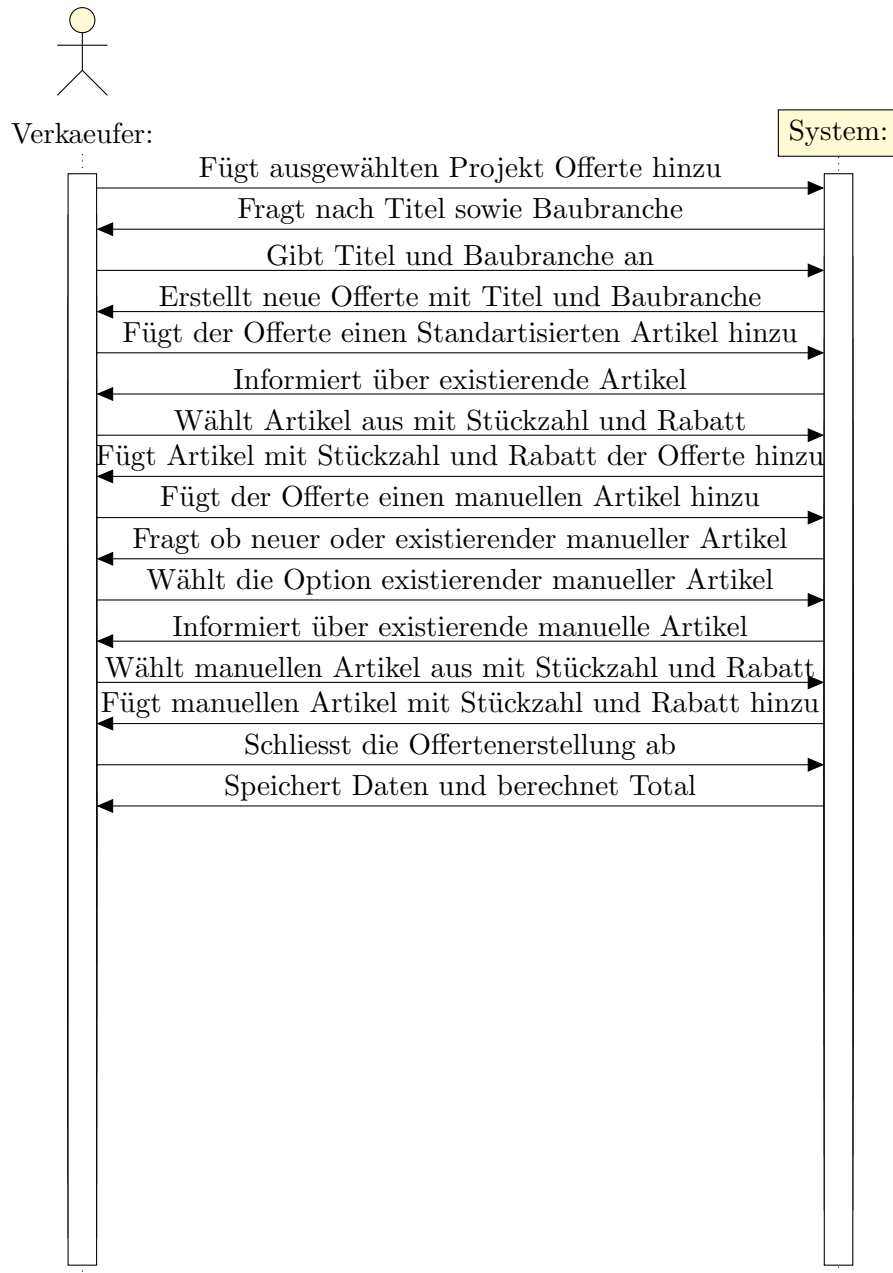 Verkaeufer:
System:
Fügt ausgewählten Projekt Offerte hinzu
Fragt nach Titel sowie Baubranche
Gibt Titel und Baubranche an
Erstellt neue Offerte mit Titel und Baubranche
Fügt der Offerte einen Standartisierten Artikel hinzu
Informiert über existierende Artikel
Wählt Artikel aus mit Stückzahl und Rabatt
Fügt Artikel mit Stückzahl und Rabatt der Offerte hinzu
Fügt der Offerte einen manuellen Artikel hinzu
Fragt ob neuer oder existierender manueller Artikel
Wählt die Option existierender manueller Artikel
Informiert über existierende manuelle Artikel
Wählt manuellen Artikel aus mit Stückzahl und Rabatt
Fügt manuellen Artikel mit Stückzahl und Rabatt hinzu
Schliesst die Offertenerstellung ab
Speichert Daten und berechnet Total